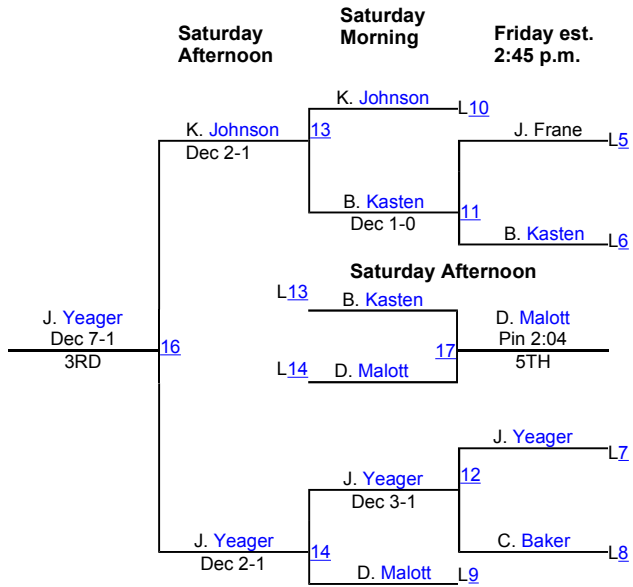 Saturday Afternoon
Saturday Morning
Friday est. 2:45 p.m.
K. Johnson
L10
K. Johnson
13
Dec 2-1
J. Frane
L5
B. Kasten
11
Dec 1-0
B. Kasten
L6
Saturday Afternoon
L13
B. Kasten
J. Yeager
Dec 7-1
16
3RD
D. Malott
Pin 2:04
17
5TH
L14
D. Malott
J. Yeager
L7
J. Yeager
12
Dec 3-1
J. Yeager
14
Dec 2-1
C. Baker
L8
D. Malott
L9